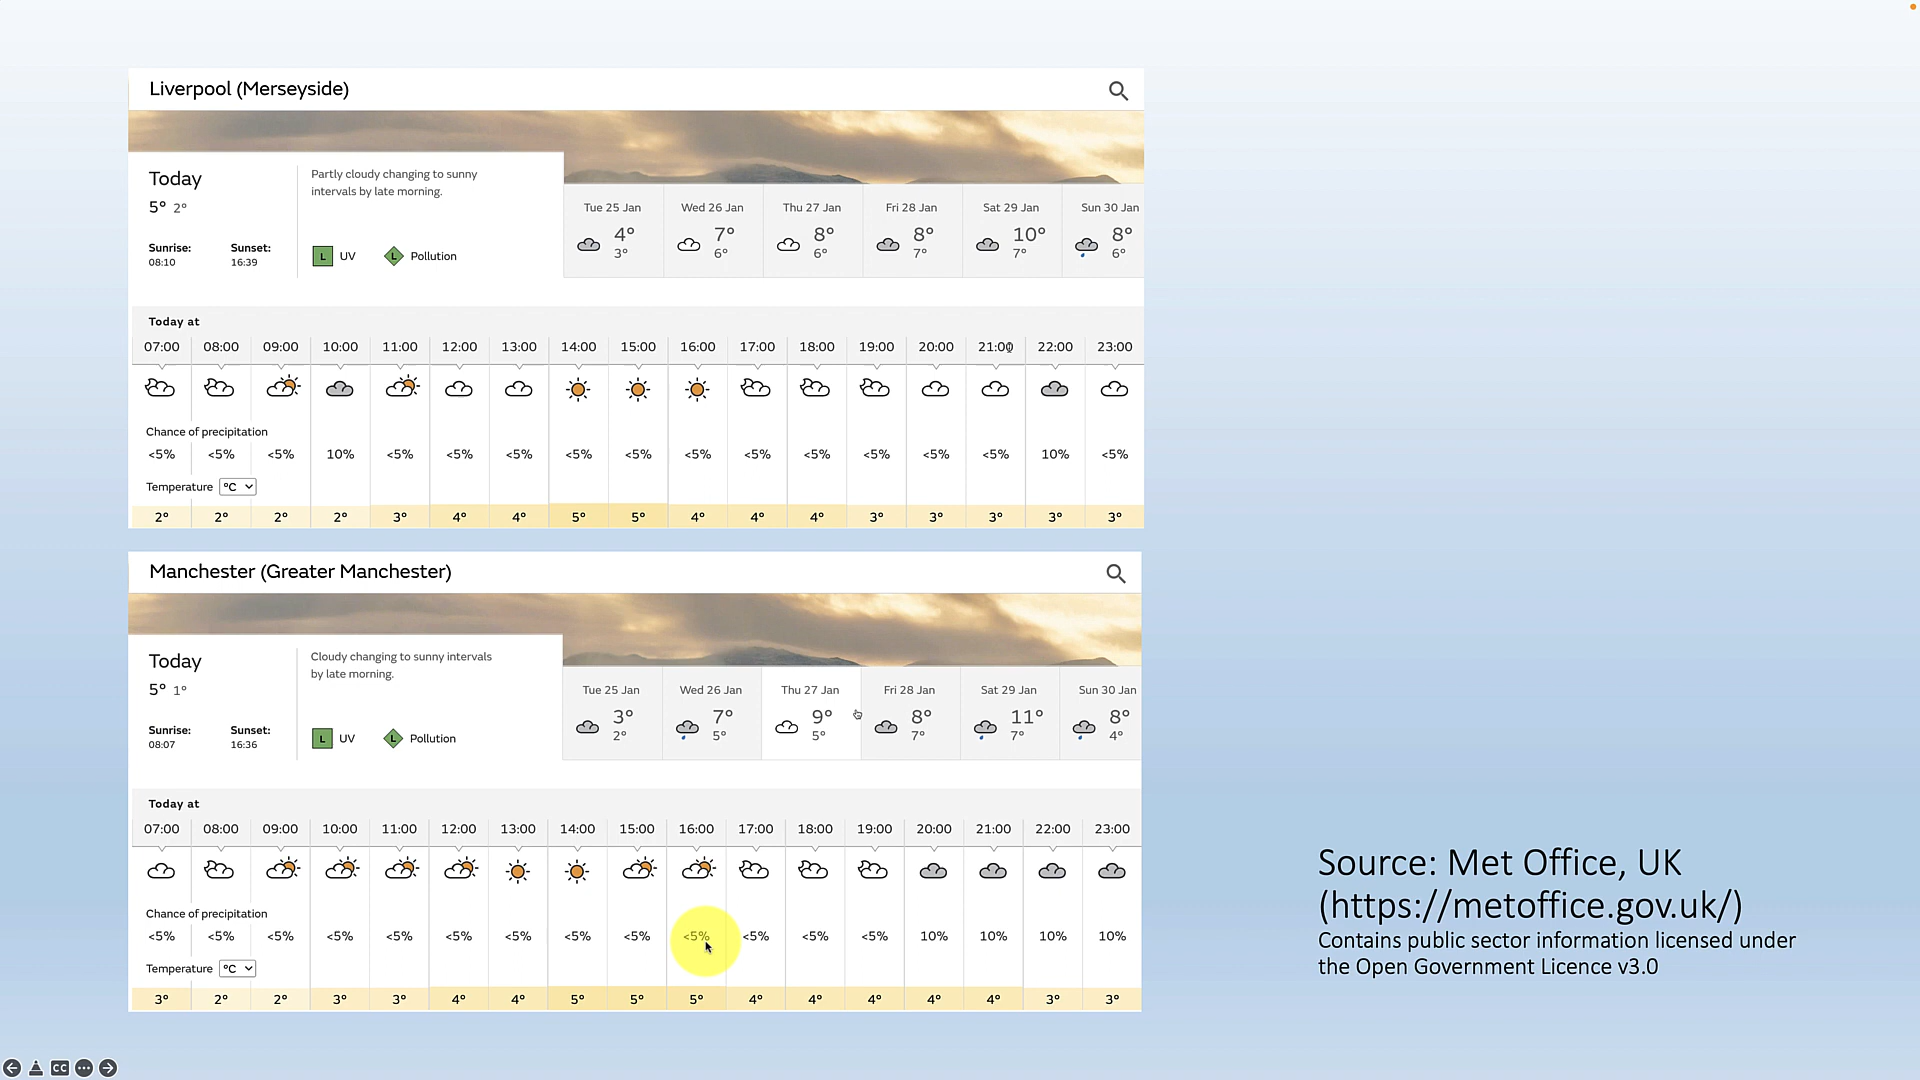 Liverpool (Merseyside)
Today
5° 2°
Sunrise: Sunset:
08:10 16:39
Partly cloudy changing to sunny
intervals by late morning.
L UV L Pollution
Tue 25 Jan Wed 26 Jan Thu 27 Jan Fri 28 Jan Sat 29 Jan Sun 30 Jan
4° 7° 8° 8° 10° 8°
3° 6° 6° 7° 7° 6°
Today at
07:00 08:00 09:00 10:00 11:00 12:00 13:00 14:00 15:00 16:00 17:00 18:00 19:00 20:00 21:00 22:00 23:00
Chance of precipitation
<5% <5% <5% 10% <5% <5% <5% <5% <5% <5% <5% <5% <5% <5% <5% 10% <5%
Temperature °C
2° 2° 2° 2° 3° 4° 4° 5° 5° 4° 4° 4° 3° 3° 3° 3° 3°
Manchester (Greater Manchester)
Today
5° 1°
Sunrise: Sunset:
08:07 16:36
Cloudy changing to sunny intervals
by late morning.
L UV L Pollution
Tue 25 Jan Wed 26 Jan Thu 27 Jan Fri 28 Jan Sat 29 Jan Sun 30 Jan
3° 7° 9° 8° 11° 8°
2° 5° 5° 7° 7° 4°
Today at
07:00 08:00 09:00 10:00 11:00 12:00 13:00 14:00 15:00 16:00 17:00 18:00 19:00 20:00 21:00 22:00 23:00
Chance of precipitation
<5% <5% <5% <5% <5% <5% <5% <5% <5% <5% <5% <5% <5% 10% 10% 10% 10%
Temperature °C
3° 2° 2° 3° 3° 4° 4° 5° 5° 5° 4° 4° 4° 4° 4° 3° 3°
Source: Met Office, UK
(https://metoffice.gov.uk/)
Contains public sector information licensed under
the Open Government Licence v3.0
CC